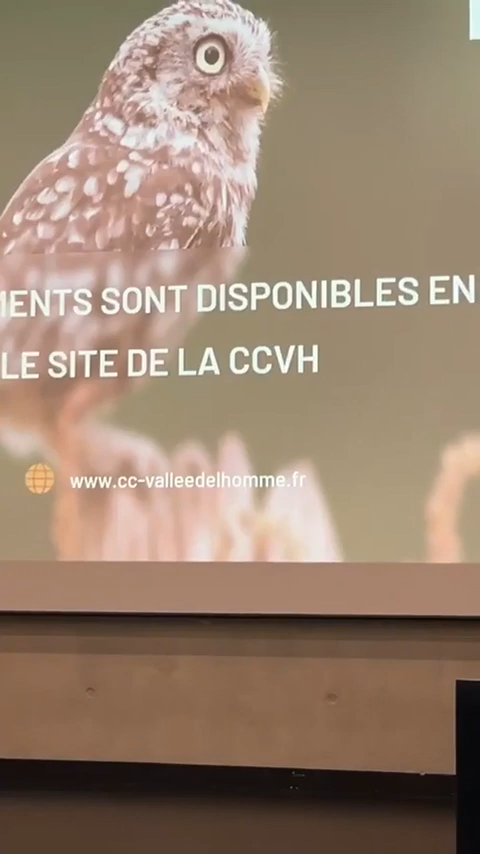 MENTS SONT DISPONIBLES EN
LE SITE DE LA CCVH
www.cc-valleedelhomme.fr